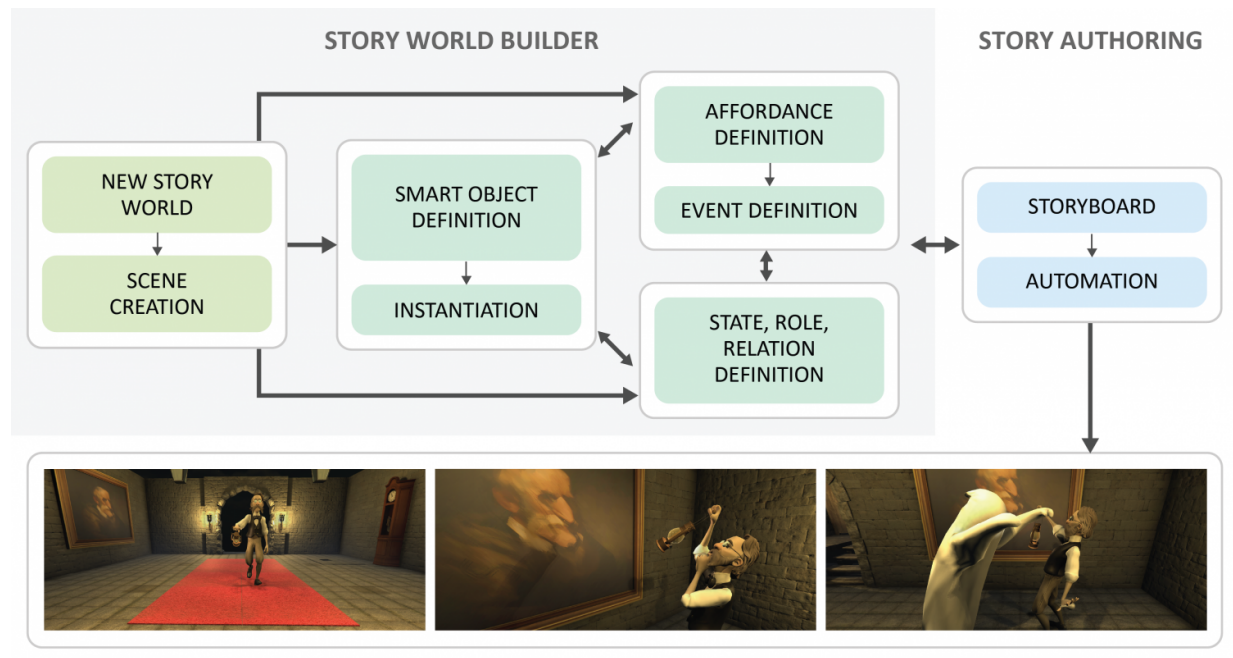 STORY WORLD BUILDER
STORY AUTHORING
NEW STORY
WORLD
SCENE
CREATION
SMART OBJECT
DEFINITION
INSTANTIATION
AFFORDANCE
DEFINITION
EVENT DEFINITION
STATE, ROLE,
RELATION
DEFINITION
STORYBOARD
AUTOMATION